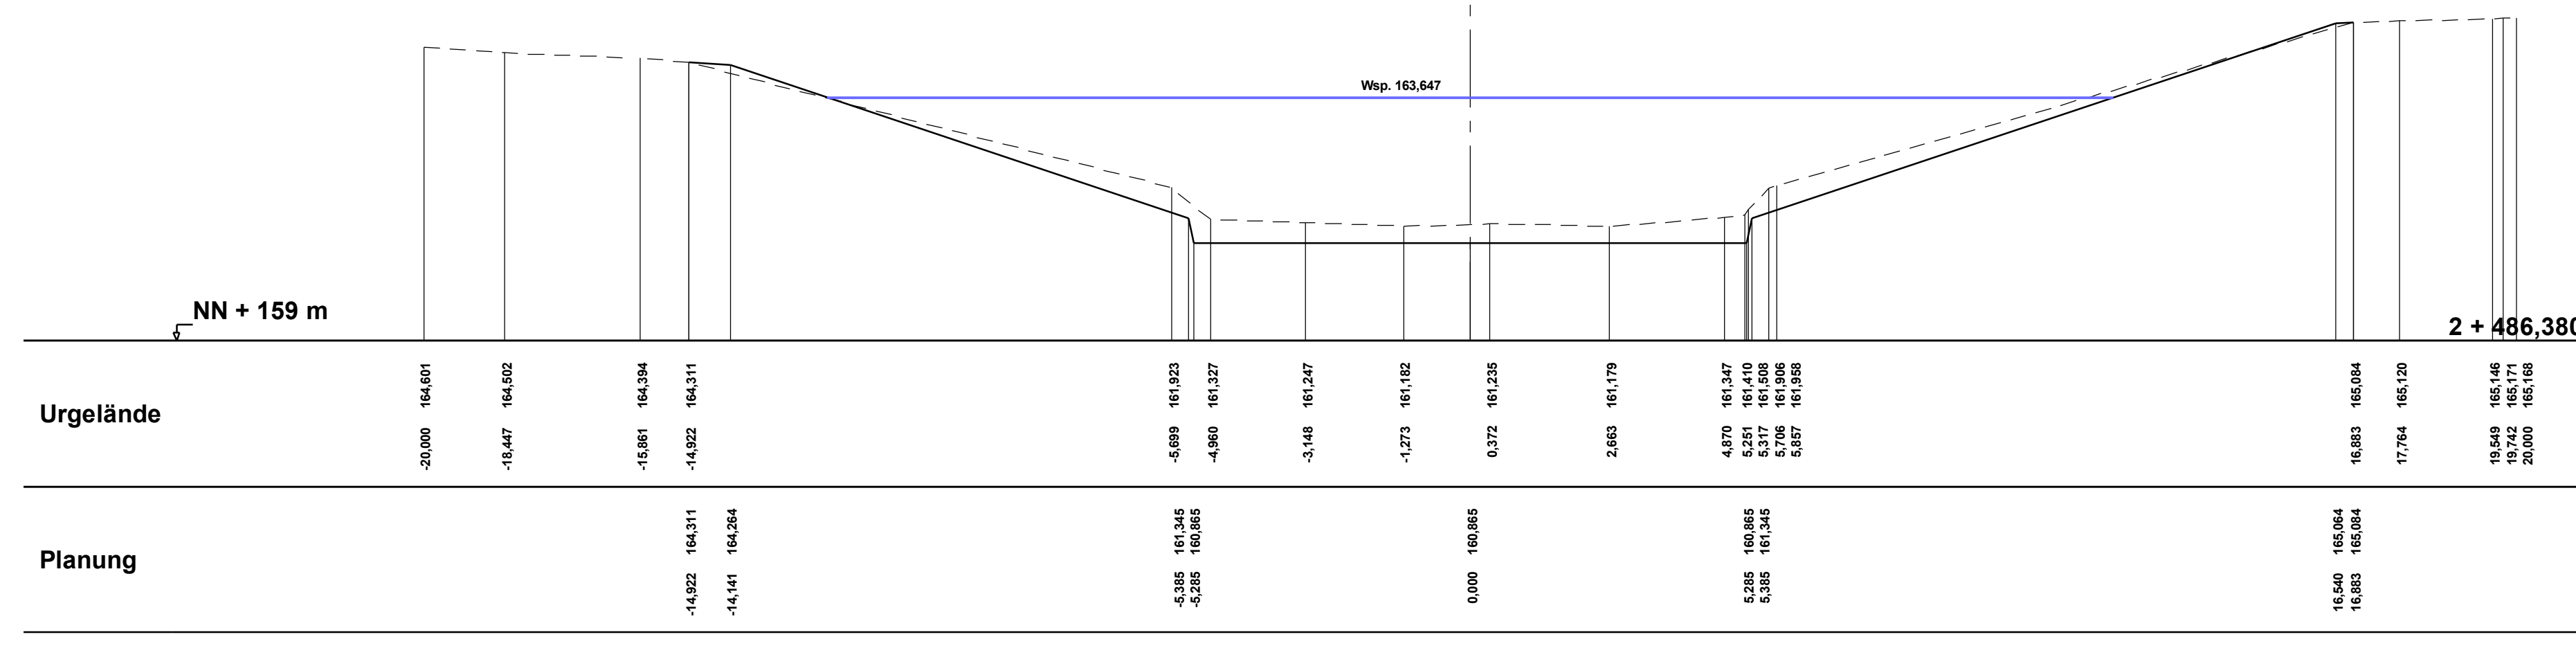 Wsp. 163,647
NN + 159 m
2 + 486,380
Urgelände
164,601 164,502 164,394 164,311 161,923 161,327 161,247 161,182 161,235 161,179 161,347 161,410 161,508 161,906 161,958 165,084 165,120 165,146 165,171 165,168
-20,000 -18,447 -15,861 -14,922 -5,699 -4,960 -3,148 -1,273 0,372 2,663 4,870 5,251 5,317 5,706 5,857 16,883 17,764 19,549 19,742 20,000
Planung
164,311 164,264 161,345 160,865 160,865 160,865 161,345 165,064 165,084
-14,922 -14,141 -5,385 -5,285 0,000 5,285 5,385 16,540 16,883